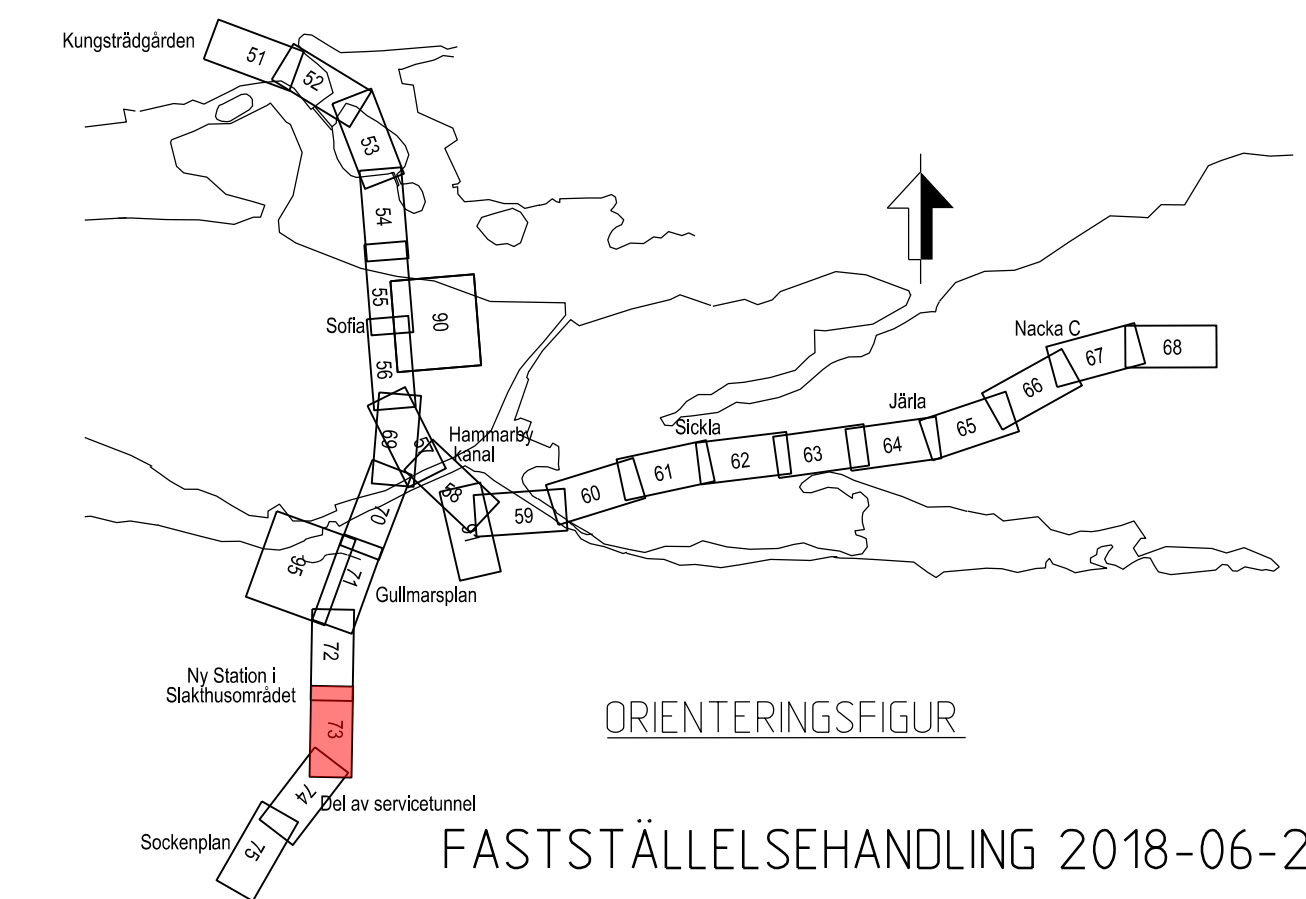 Kungsträdgården
51
52
53
54
55
90
Sofia
56
Nacka C
67
68
66
Järla
65
64
Sickla
63
62
61
60
69
57
Hammarby
kanal
58
59
70
95
71
Gullmarsplan
72
Ny Station i
Slakthusområdet
73
ORIENTERINGSFIGUR
74
Del av servicetunnel
Sockenplan
75
FASTSTÄLLELSEHANDLING 2018-06-2